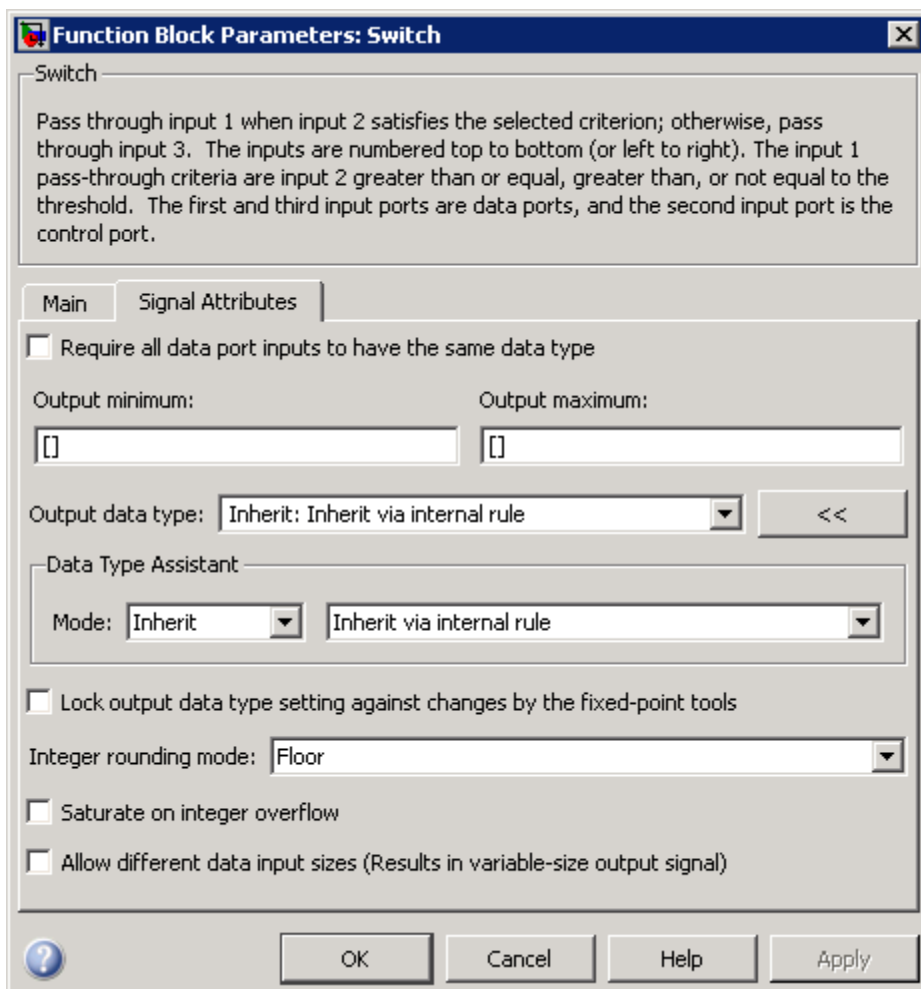 Function Block Parameters: Switch
Switch
Pass through input 1 when input 2 satisfies the selected criterion; otherwise, pass
through input 3.  The inputs are numbered top to bottom (or left to right). The input 1
pass-through criteria are input 2 greater than or equal, greater than, or not equal to the
threshold.  The first and third input ports are data ports, and the second input port is the
control port.
Main    Signal Attributes
Require all data port inputs to have the same data type
Output minimum:    Output maximum:
[]    []
Output data type: Inherit: Inherit via internal rule    <<
Data Type Assistant
Mode: Inherit    Inherit via internal rule
Lock output data type setting against changes by the fixed-point tools
Integer rounding mode: Floor
Saturate on integer overflow
Allow different data input sizes (Results in variable-size output signal)
?    OK    Cancel    Help    Apply